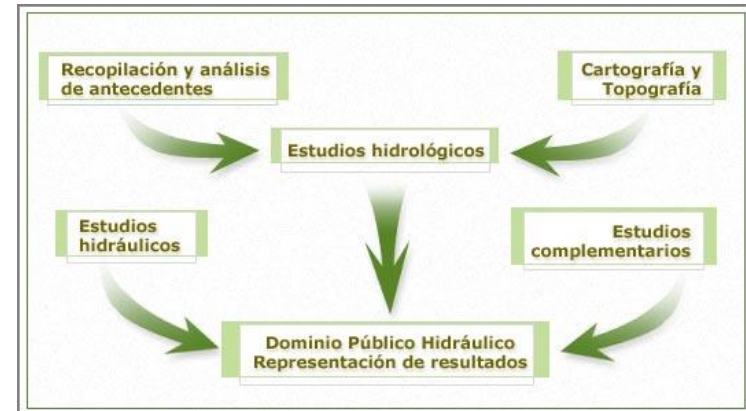 Recopilación y análisis
de antecedentes
Cartografía y
Topografía
Estudios hidrológicos
Estudios
hidráulicos
Estudios
complementarios
Dominio Público Hidráulico
Representación de resultados